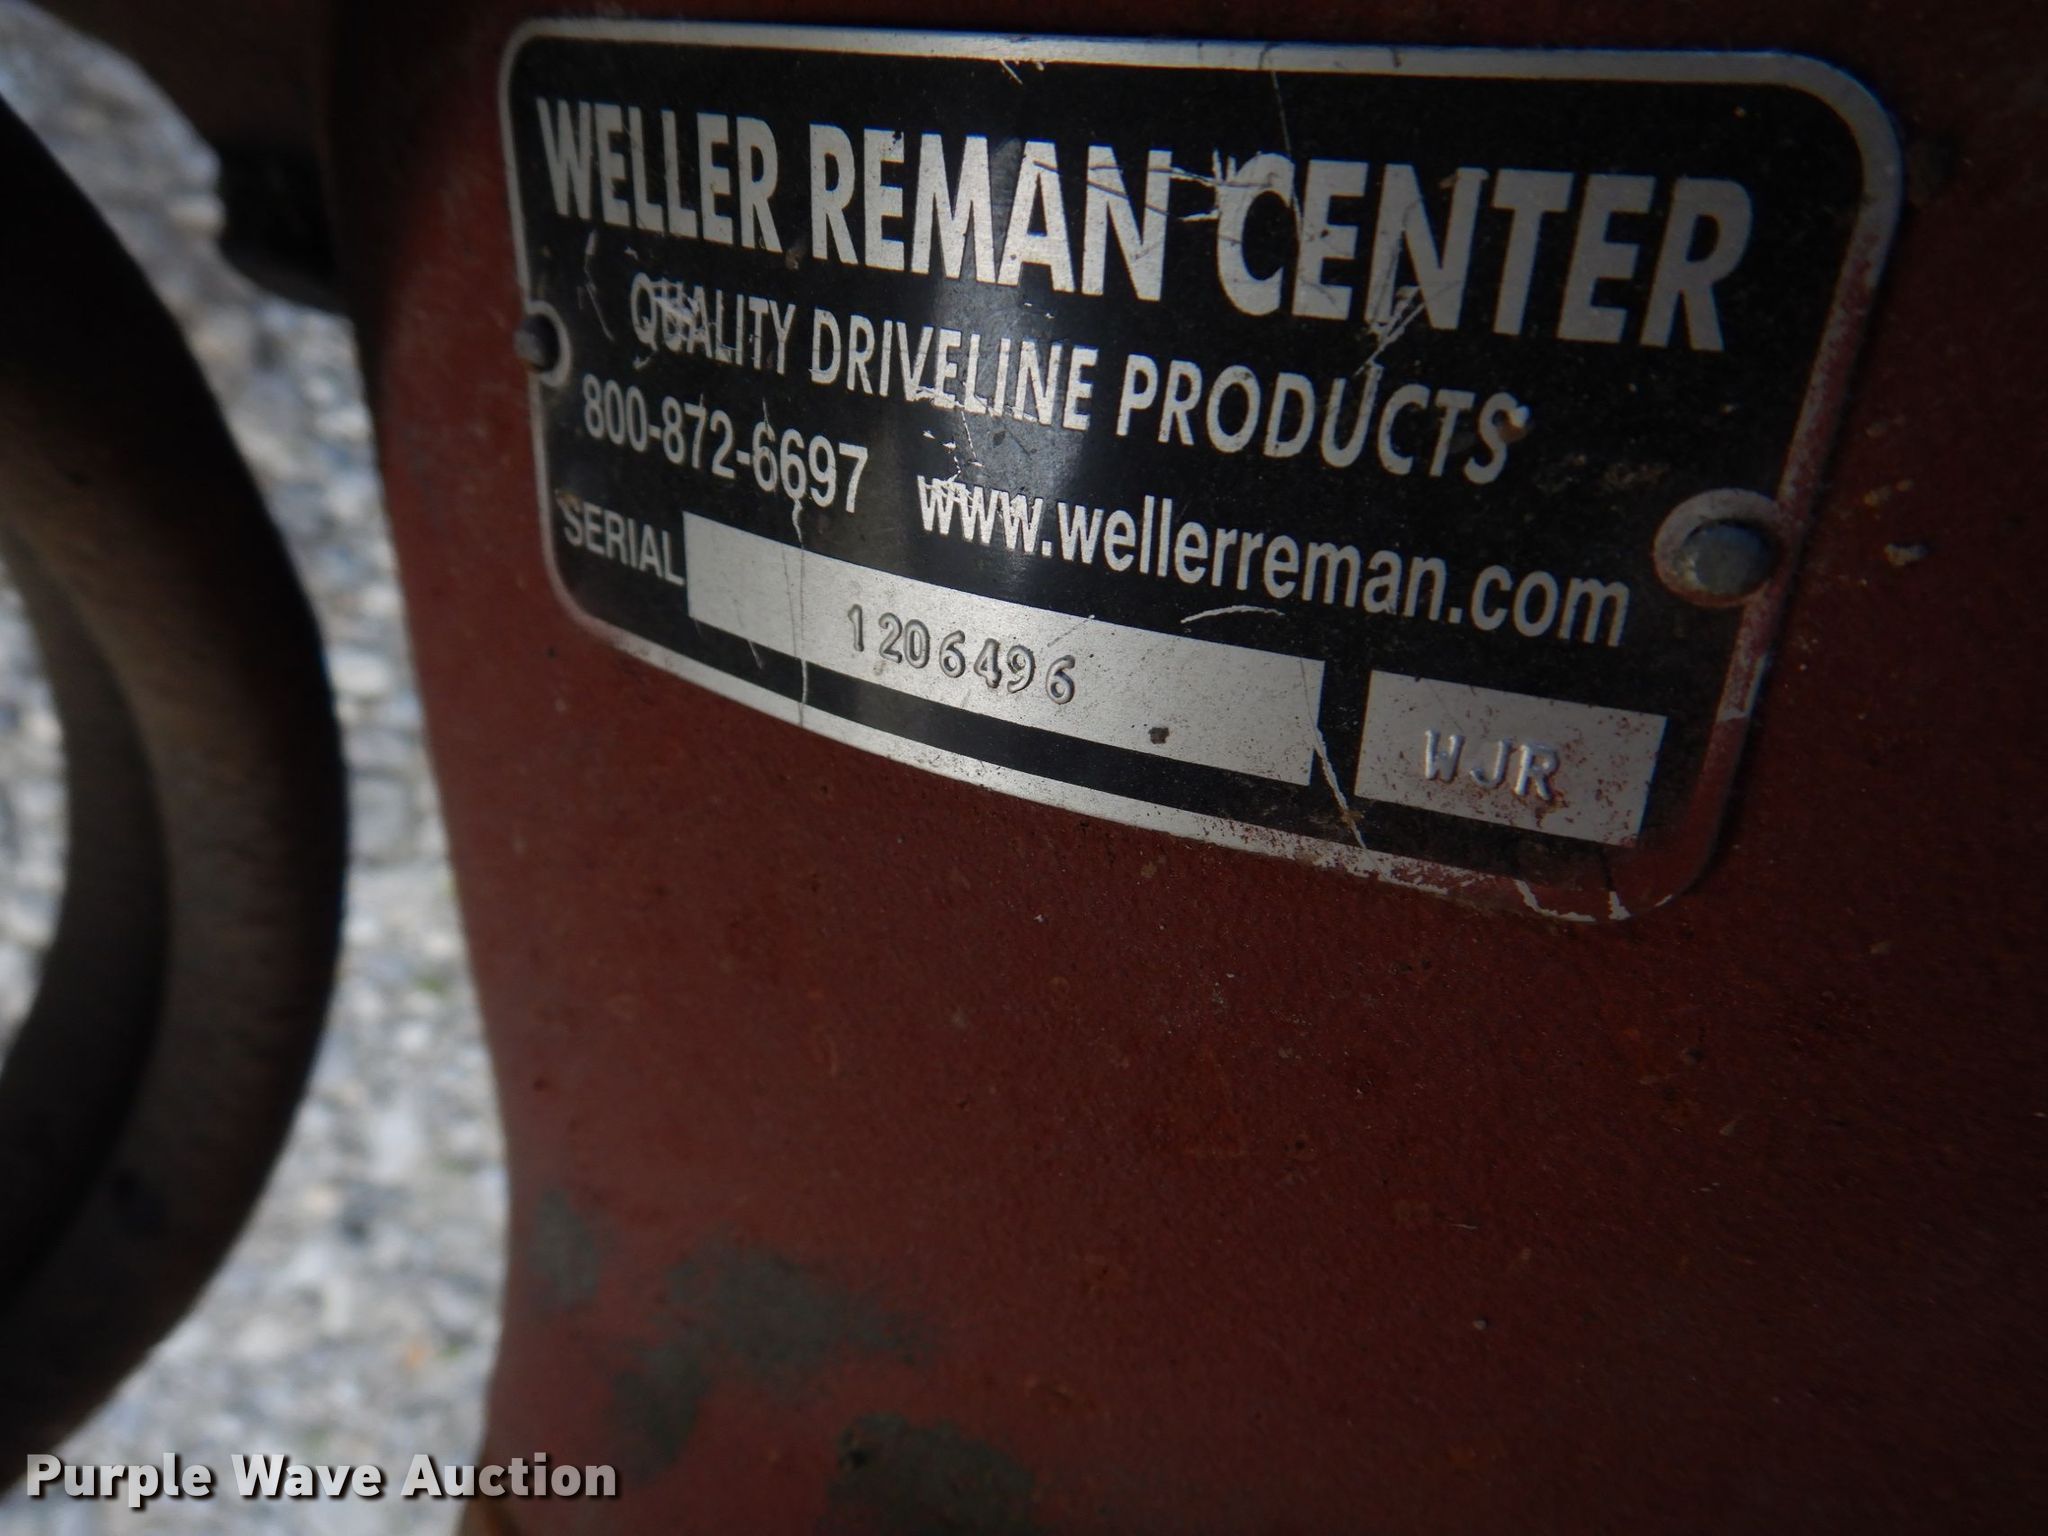 WELLER REMAN CENTER
QUALITY DRIVELINE PRODUCTS
800-872-6697 www.wellerreman.com
SERIAL 1206496 WJR
Purple Wave Auction